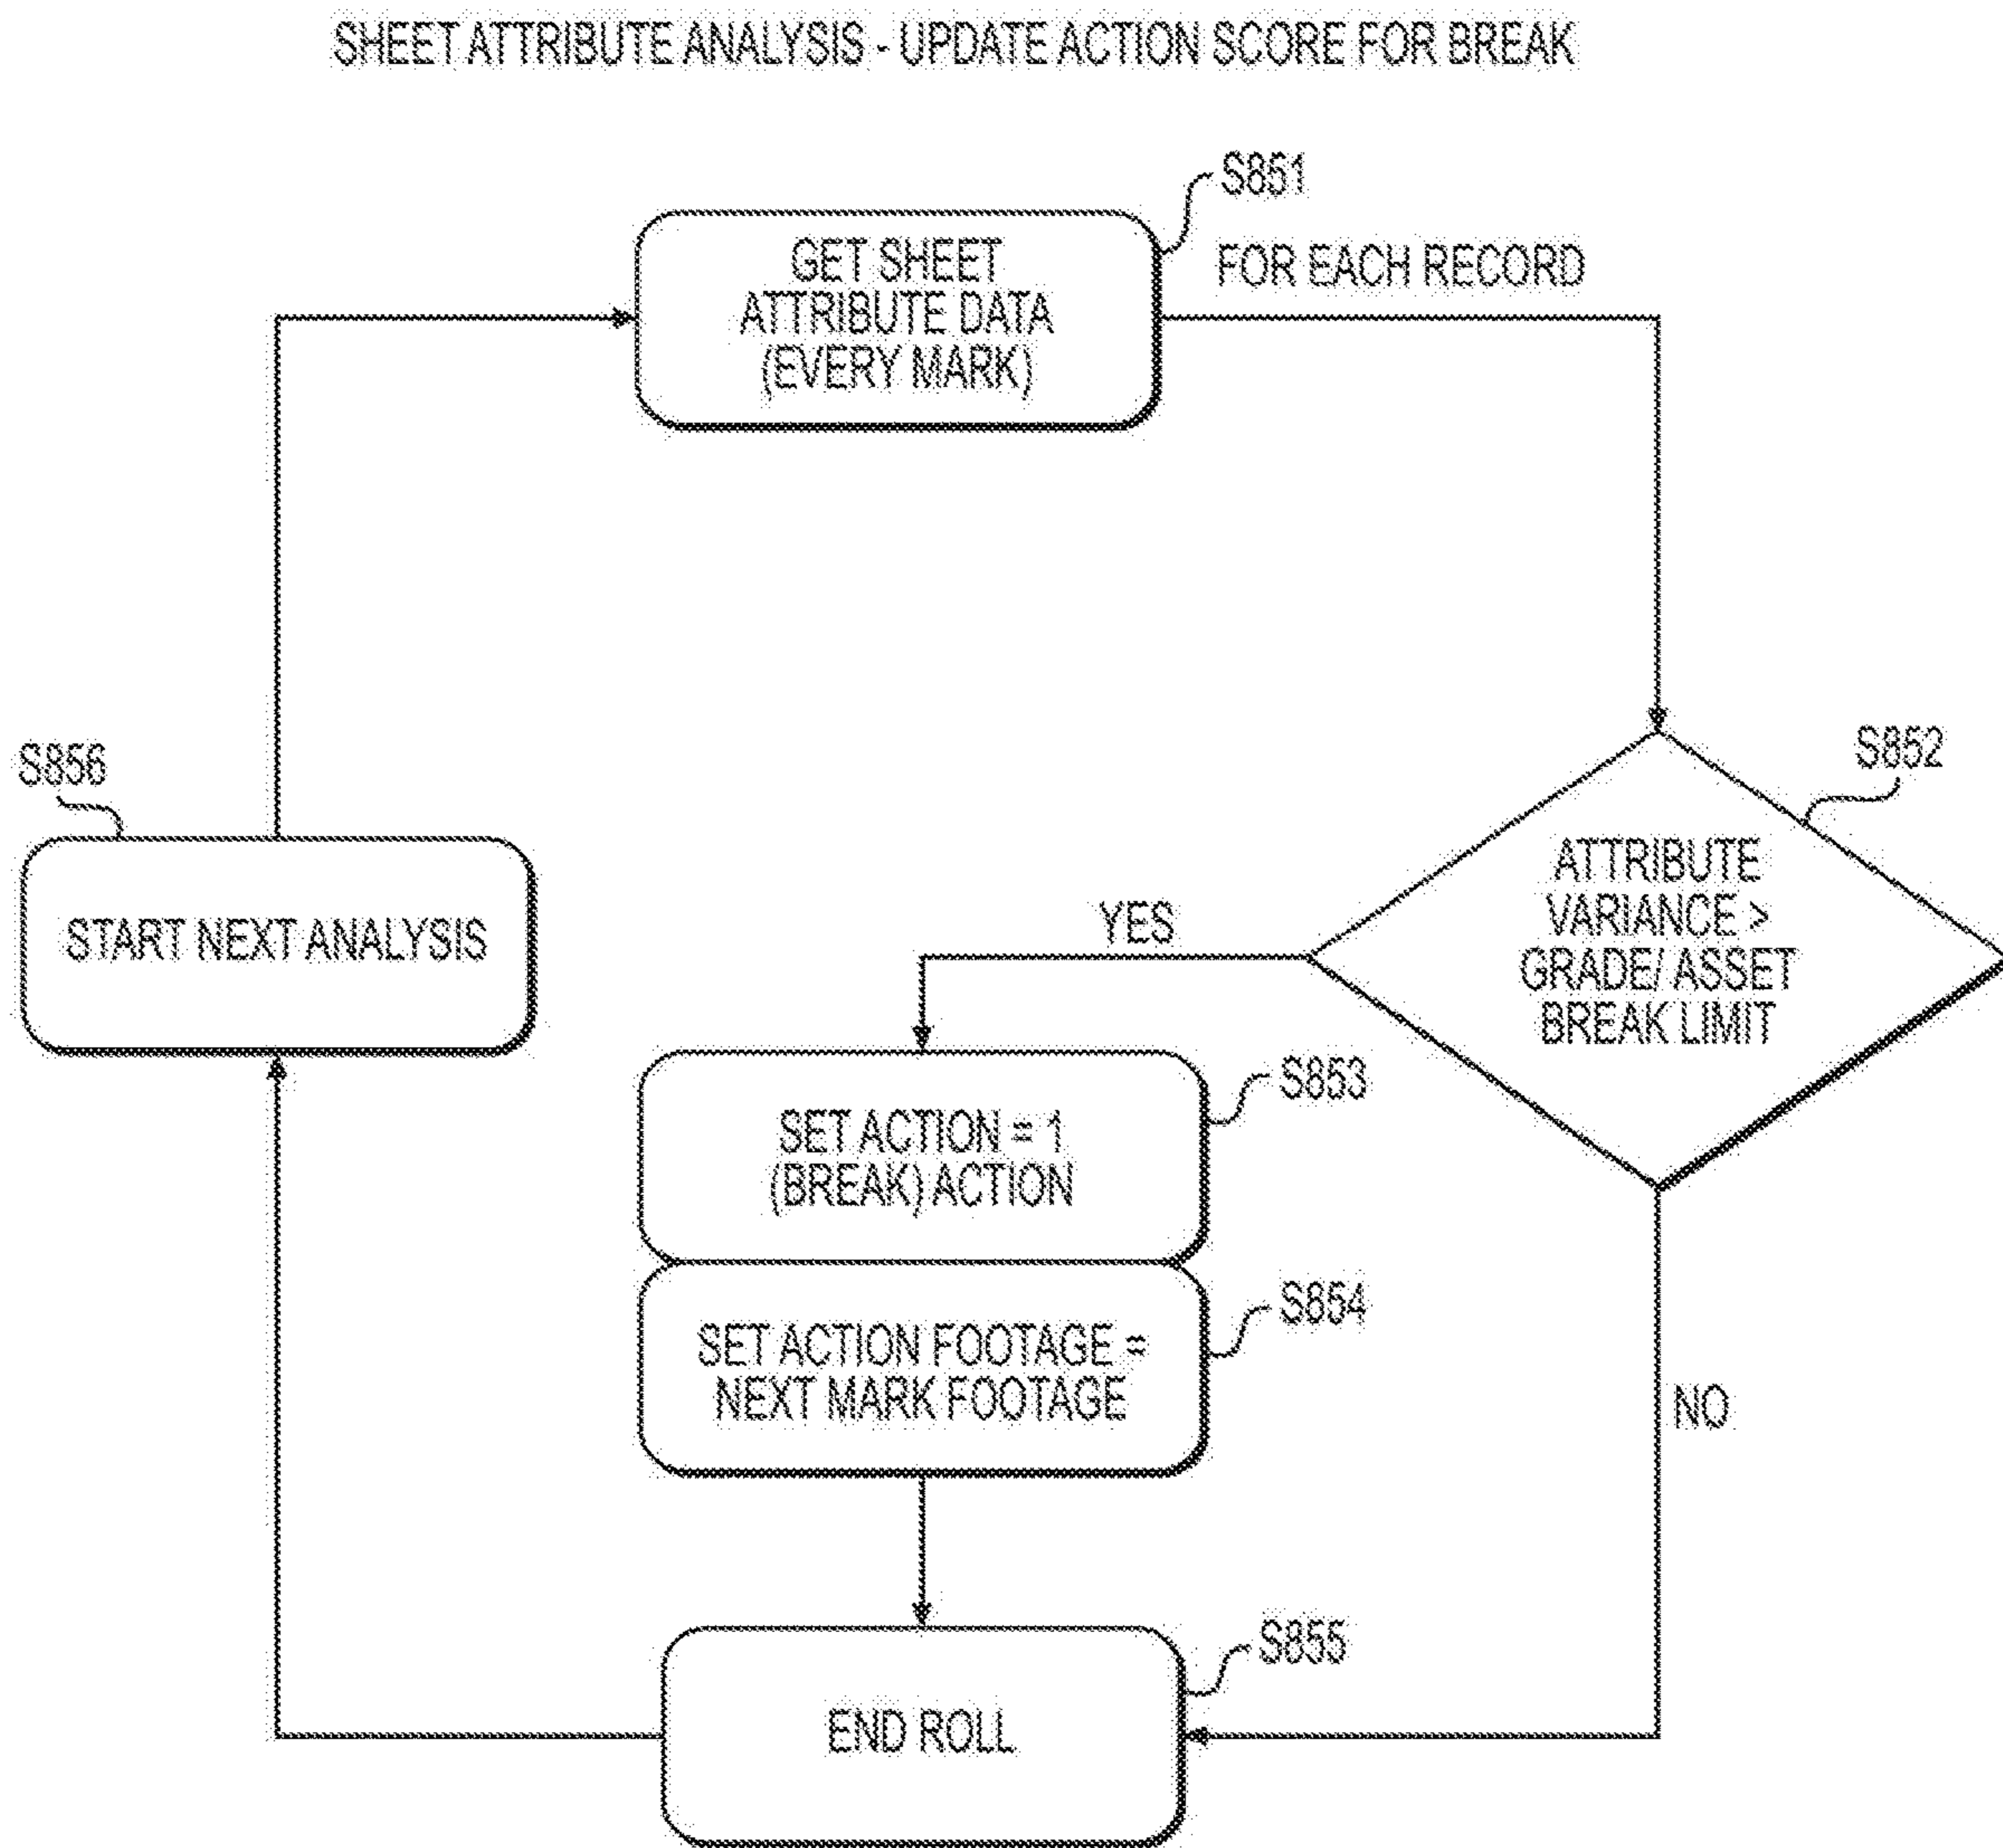 SHEET ATTRIBUTE ANALYSIS - UPDATE ACTION SCORE FOR BREAK
S851
GET SHEET
ATTRIBUTE DATA
(EVERY MARK)
FOR EACH RECORD
S852
ATTRIBUTE
VARIANCE >
GRADE/ ASSET
BREAK LIMIT
YES
NO
S853
SET ACTION = 1
(BREAK) ACTION
S854
SET ACTION FOOTAGE =
NEXT MARK FOOTAGE
S855
END ROLL
S856
START NEXT ANALYSIS